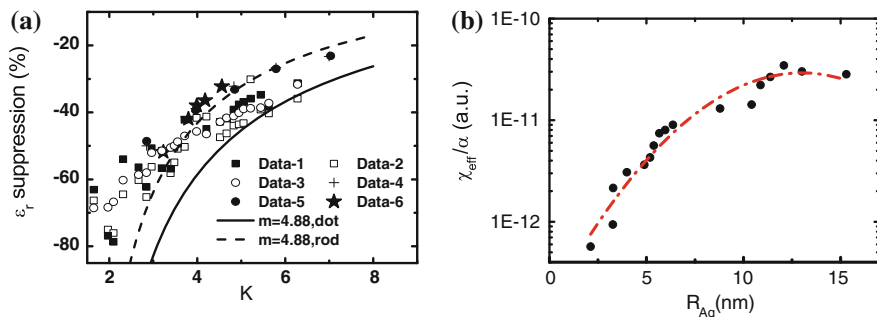 (a)
-20
-40
-60
-80
εr suppression (%)
2 4 6 8
K
Data-1 Data-2
Data-3 Data-4
Data-5 Data-6
m=4.88,dot
m=4.88,rod
(b)
1E-10
1E-11
1E-12
χeff/α (a.u.)
0 5 10 15
RAg(nm)